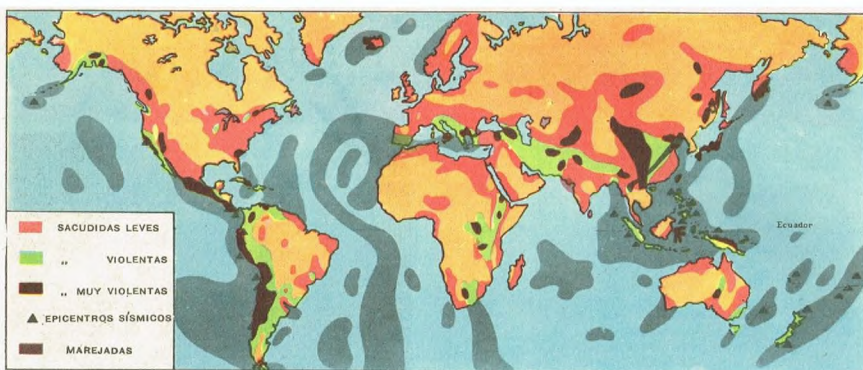 SACUDIDAS LEVES
„ VIOLENTAS
„ MUY VIOLENTAS
EPICENTROS SÍSMICOS
MAREJADAS
Ecuador